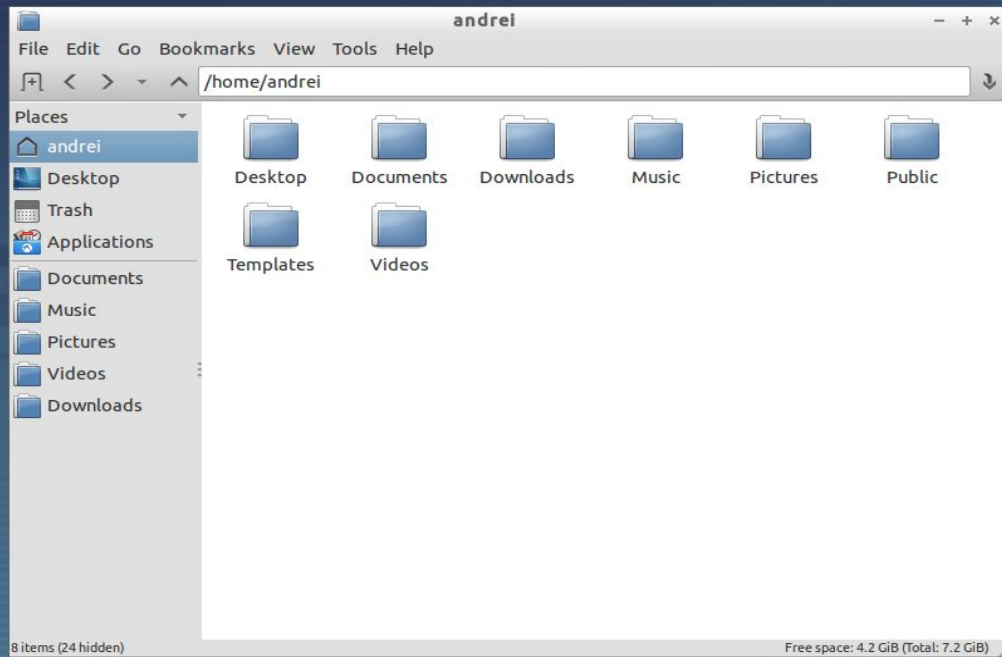 andrei
File Edit Go Bookmarks View Tools Help
/home/andrei
Places
andrei
Desktop
Trash
Applications
Documents
Music
Pictures
Videos
Downloads
Desktop Documents Downloads Music Pictures Public
Templates Videos
8 items (24 hidden)
Free space: 4.2 GiB (Total: 7.2 GiB)